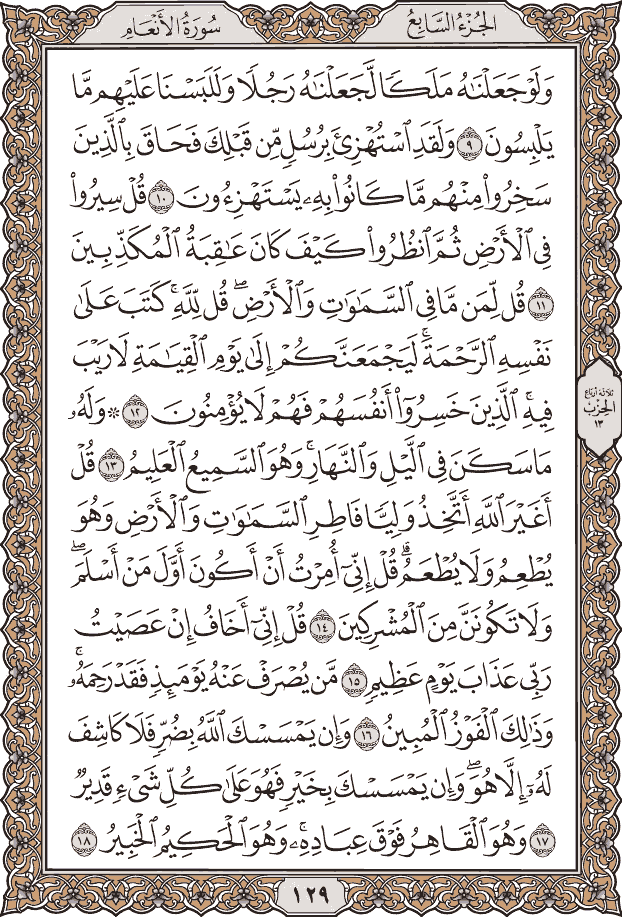 الجُزْءُ السَّابِعُ
سُورَةُ الأَنْعَامِ
وَلَوۡ جَعَلۡنَٰهُ مَلَكٗا لَّجَعَلۡنَٰهُ رَجُلٗا وَلَلَبَسۡنَا عَلَيۡهِم مَّا
يَلۡبِسُونَ ٩ وَلَقَدِ ٱسۡتُهۡزِئَ بِرُسُلٖ مِّن قَبۡلِكَ فَحَاقَ بِٱلَّذِينَ
سَخِرُواْ مِنۡهُم مَّا كَانُواْ بِهِۦ يَسۡتَهۡزِءُونَ ١٠ قُلۡ سِيرُواْ
فِي ٱلۡأَرۡضِ ثُمَّ ٱنظُرُواْ كَيۡفَ كَانَ عَٰقِبَةُ ٱلۡمُكَذِّبِينَ
١١ قُل لِّمَن مَّا فِي ٱلسَّمَٰوَٰتِ وَٱلۡأَرۡضِۖ قُل لِّلَّهِۚ كَتَبَ عَلَىٰ
نَفۡسِهِ ٱلرَّحۡمَةَۚ لَيَجۡمَعَنَّكُمۡ إِلَىٰ يَوۡمِ ٱلۡقِيَٰمَةِ لَا رَيۡبَ
فِيهِۚ ٱلَّذِينَ خَسِرُوٓاْ أَنفُسَهُمۡ فَهُمۡ لَا يُؤۡمِنُونَ ١٢ ۞ وَلَهُۥ
مَا سَكَنَ فِي ٱلَّيۡلِ وَٱلنَّهَارِۚ وَهُوَ ٱلسَّمِيعُ ٱلۡعَلِيمُ ١٣ قُلۡ
أَغَيۡرَ ٱللَّهِ أَتَّخِذُ وَلِيّٗا فَاطِرِ ٱلسَّمَٰوَٰتِ وَٱلۡأَرۡضِ وَهُوَ
يُطۡعِمُ وَلَا يُطۡعَمُۗ قُلۡ إِنِّيٓ أُمِرۡتُ أَنۡ أَكُونَ أَوَّلَ مَنۡ أَسۡلَمَۖ
وَلَا تَكُونَنَّ مِنَ ٱلۡمُشۡرِكِينَ ١٤ قُلۡ إِنِّيٓ أَخَافُ إِنۡ عَصَيۡتُ
رَبِّي عَذَابَ يَوۡمٍ عَظِيمٖ ١٥ مَّن يُصۡرَفۡ عَنۡهُ يَوۡمَئِذٖ فَقَدۡ رَحِمَهُۥۚ
وَذَٰلِكَ ٱلۡفَوۡزُ ٱلۡمُبِينُ ١٦ وَإِن يَمۡسَسۡكَ ٱللَّهُ بِضُرّٖ فَلَا كَاشِفَ
لَهُۥٓ إِلَّا هُوَۖ وَإِن يَمۡسَسۡكَ بِخَيۡرٖ فَهُوَ عَلَىٰ كُلِّ شَيۡءٖ قَدِيرٞ
١٧ وَهُوَ ٱلۡقَاهِرُ فَوۡقَ عِبَادِهِۦۚ وَهُوَ ٱلۡحَكِيمُ ٱلۡخَبِيرُ ١٨
ثلاثة أرباع
الحِزْب
١٣
١٢٩